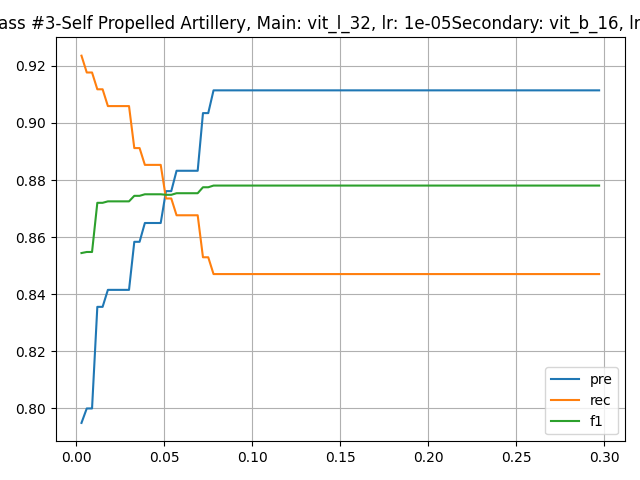 ass #3-Self Propelled Artillery, Main: vit_l_32, lr: 1e-05Secondary: vit_b_16, lr
0.92
0.90
0.88
0.86
0.84
0.82
0.80
0.00 0.05 0.10 0.15 0.20 0.25 0.30
pre
rec
f1